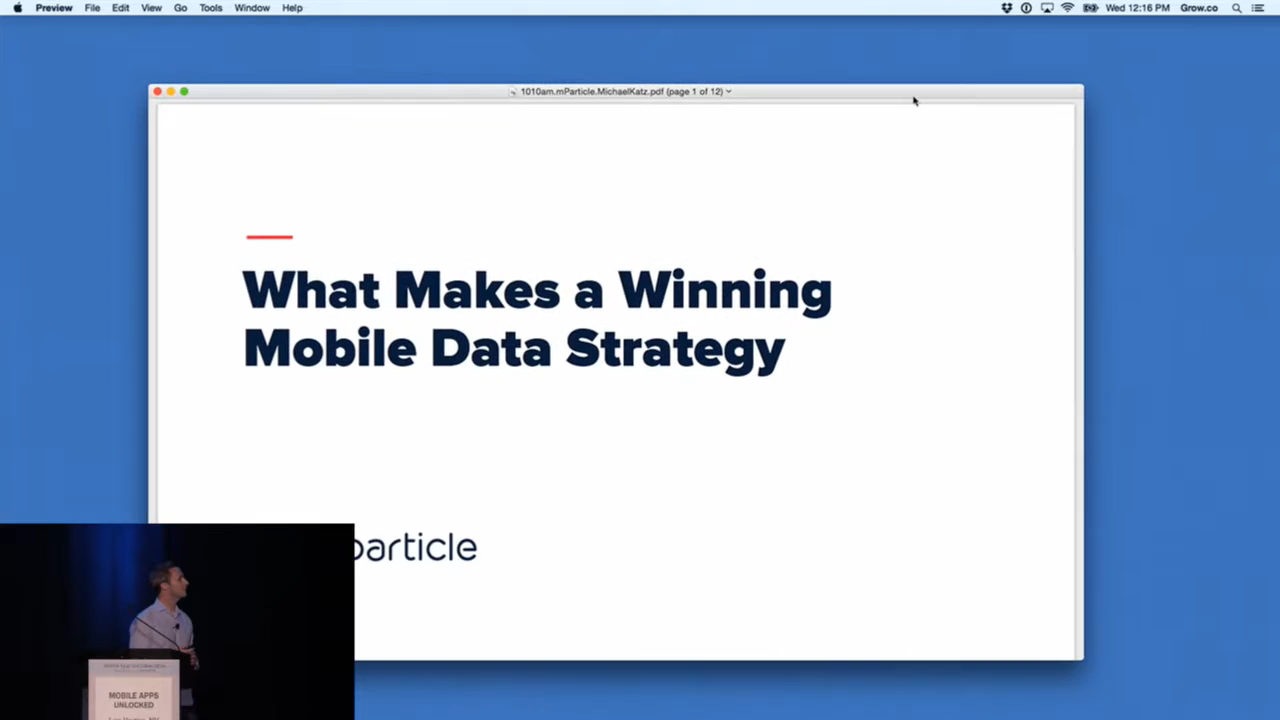 Preview File Edit View Go Tools Window Help Wed 12:16 PM Grow.co
1010am.mParticle.MichaelKatz.pdf (page 1 of 12)
What Makes a Winning
Mobile Data Strategy
particle
MOBILE APPS
UNLOCKED